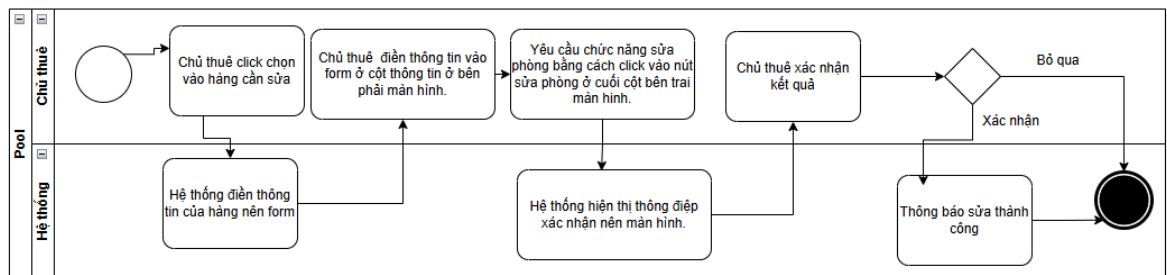 Pool
Chủ thuê
Chủ thuê click chọn
vào hàng cần sửa
Chủ thuê điền thông tin vào
form ở cột thông tin ở bên
phải màn hình.
Yêu cầu chức năng sửa
phòng bằng cách click vào nút
sửa phòng ở cuối cột bên trai
màn hinh.
Chủ thuê xác nhận
kết quả
Bỏ qua
Xác nhận
Hệ thống
Hệ thống điền thông
tin của hàng nên form
Hệ thống hiện thị thông điệp
xác nhận nên màn hình.
Thông báo sửa thành
công